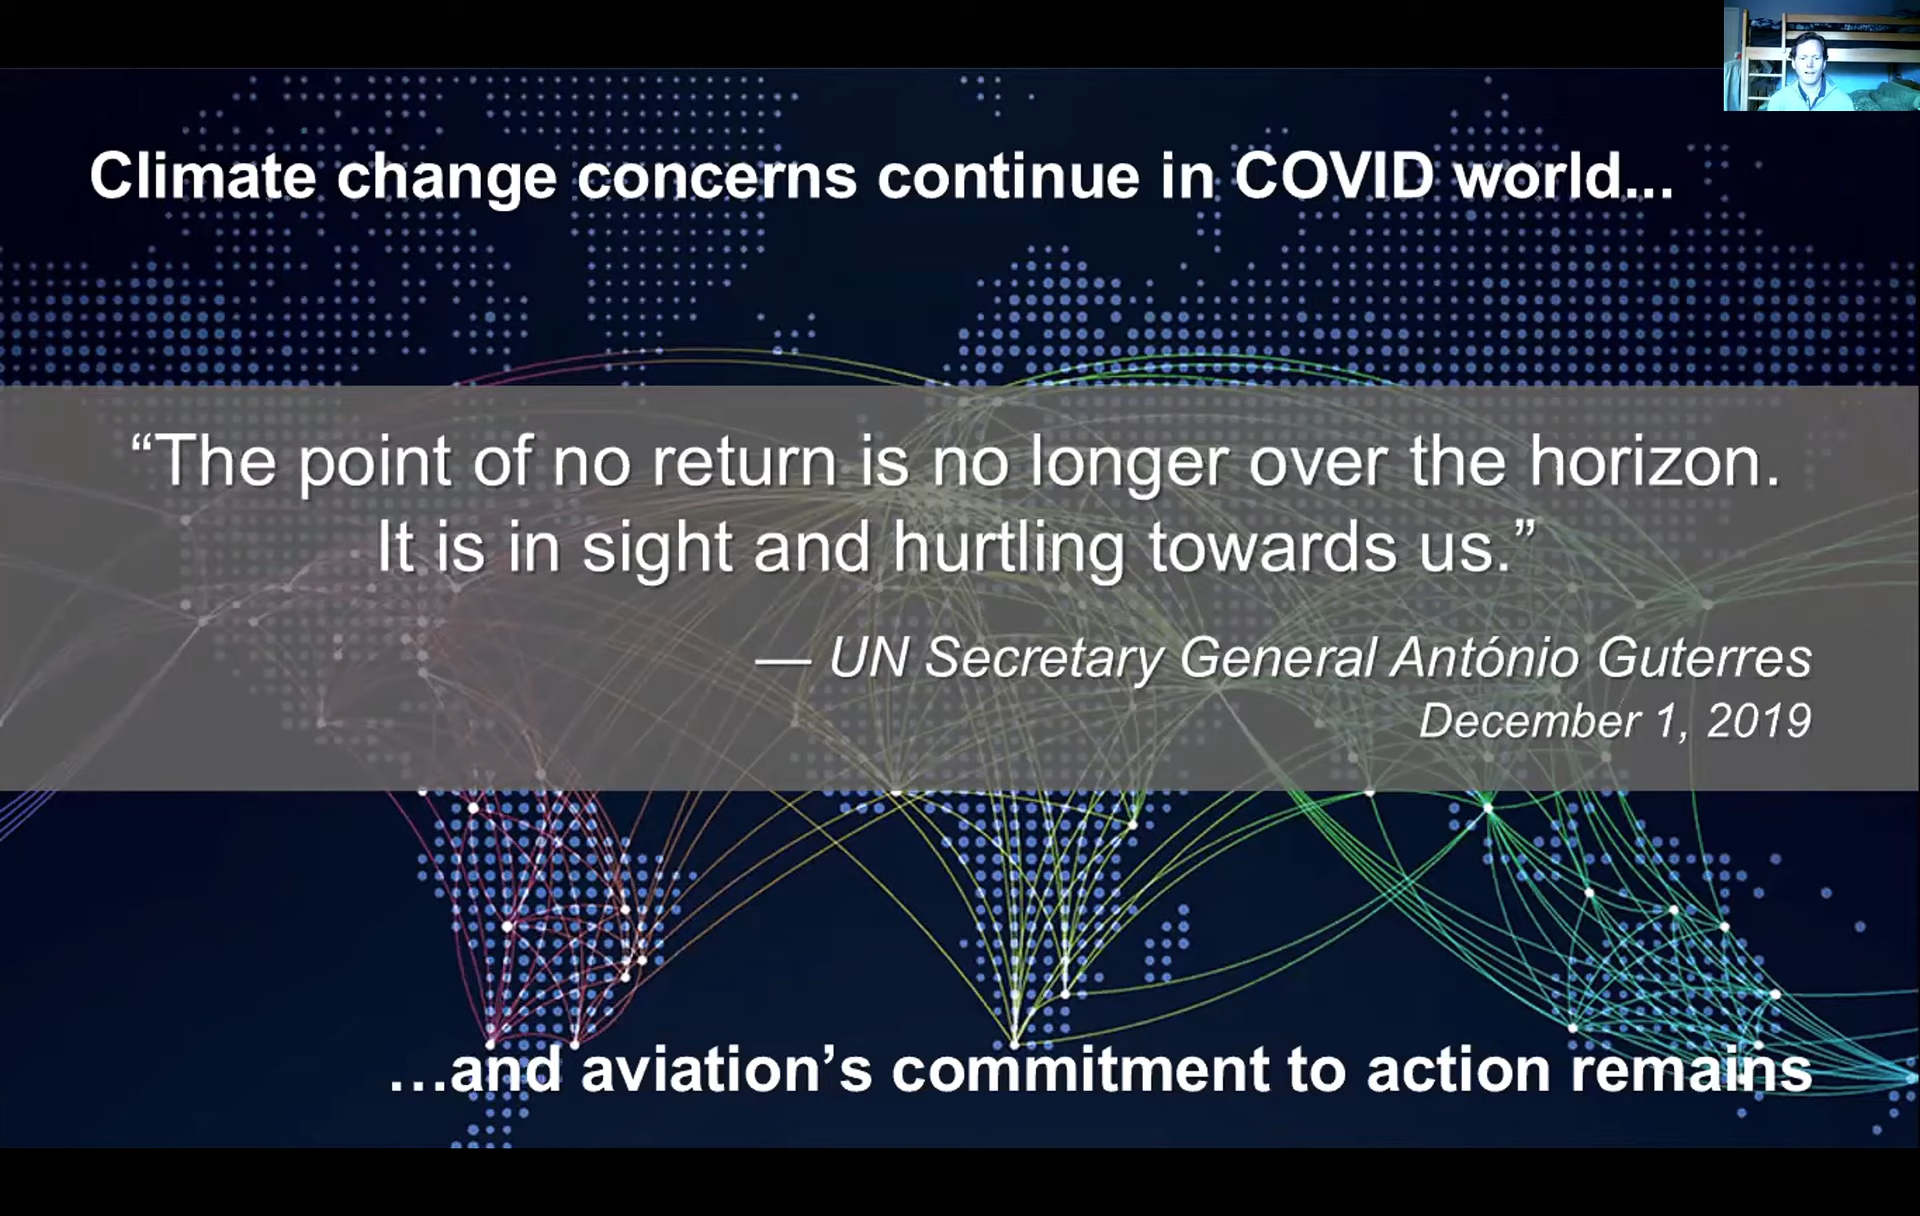 Climate change concerns continue in COVID world...
“The point of no return is no longer over the horizon.
It is in sight and hurtling towards us.”
— UN Secretary General António Guterres
December 1, 2019
…and aviation’s commitment to action remains